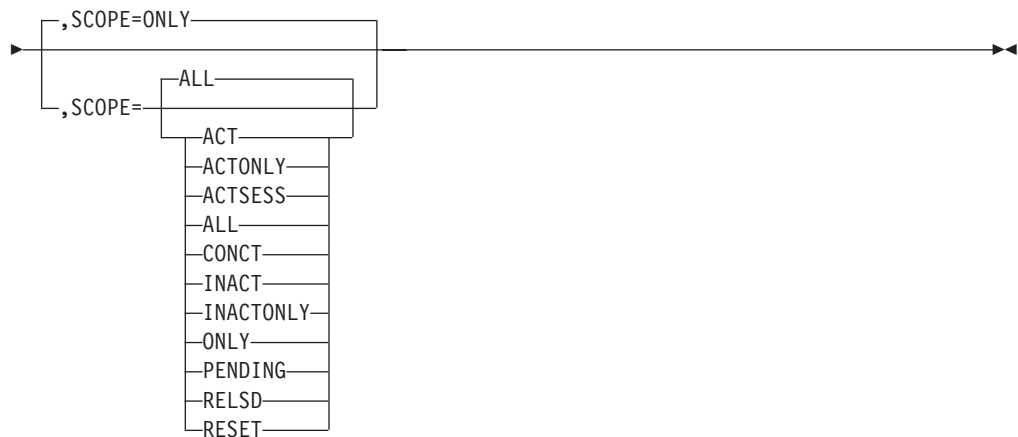 ,SCOPE=ONLY
ALL
,SCOPE=
ACT
ACTONLY
ACTSESS
ALL
CONCT
INACT
INACTONLY
ONLY
PENDING
RELSD
RESET